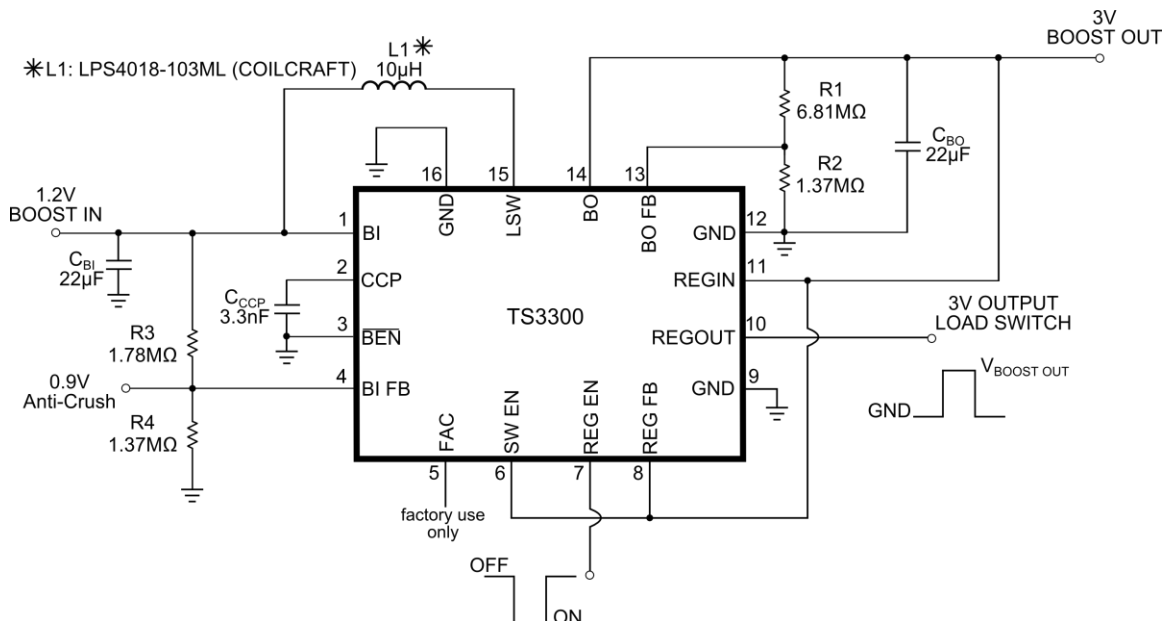 3V
BOOST OUT
L1✳
✳L1: LPS4018-103ML (COILCRAFT)
10µH
R1
6.81MΩ
C_BO
22µF
R2
1.37MΩ
16
15
14
13
GND
LSW
BO
BO FB
1.2V
BOOST IN
1
BI
GND
12
C_BI
22µF
2
CCP
REGIN
11
C_CCP
3.3nF
TS3300
3V OUTPUT
LOAD SWITCH
R3
1.78MΩ
3
B̅E̅N̅
REGOUT
10
0.9V
Anti-Crush
4
BI FB
GND
9
V_BOOST OUT
GND
R4
1.37MΩ
FAC
SW EN
REG EN
REG FB
5
6
7
8
factory use
only
OFF
ON